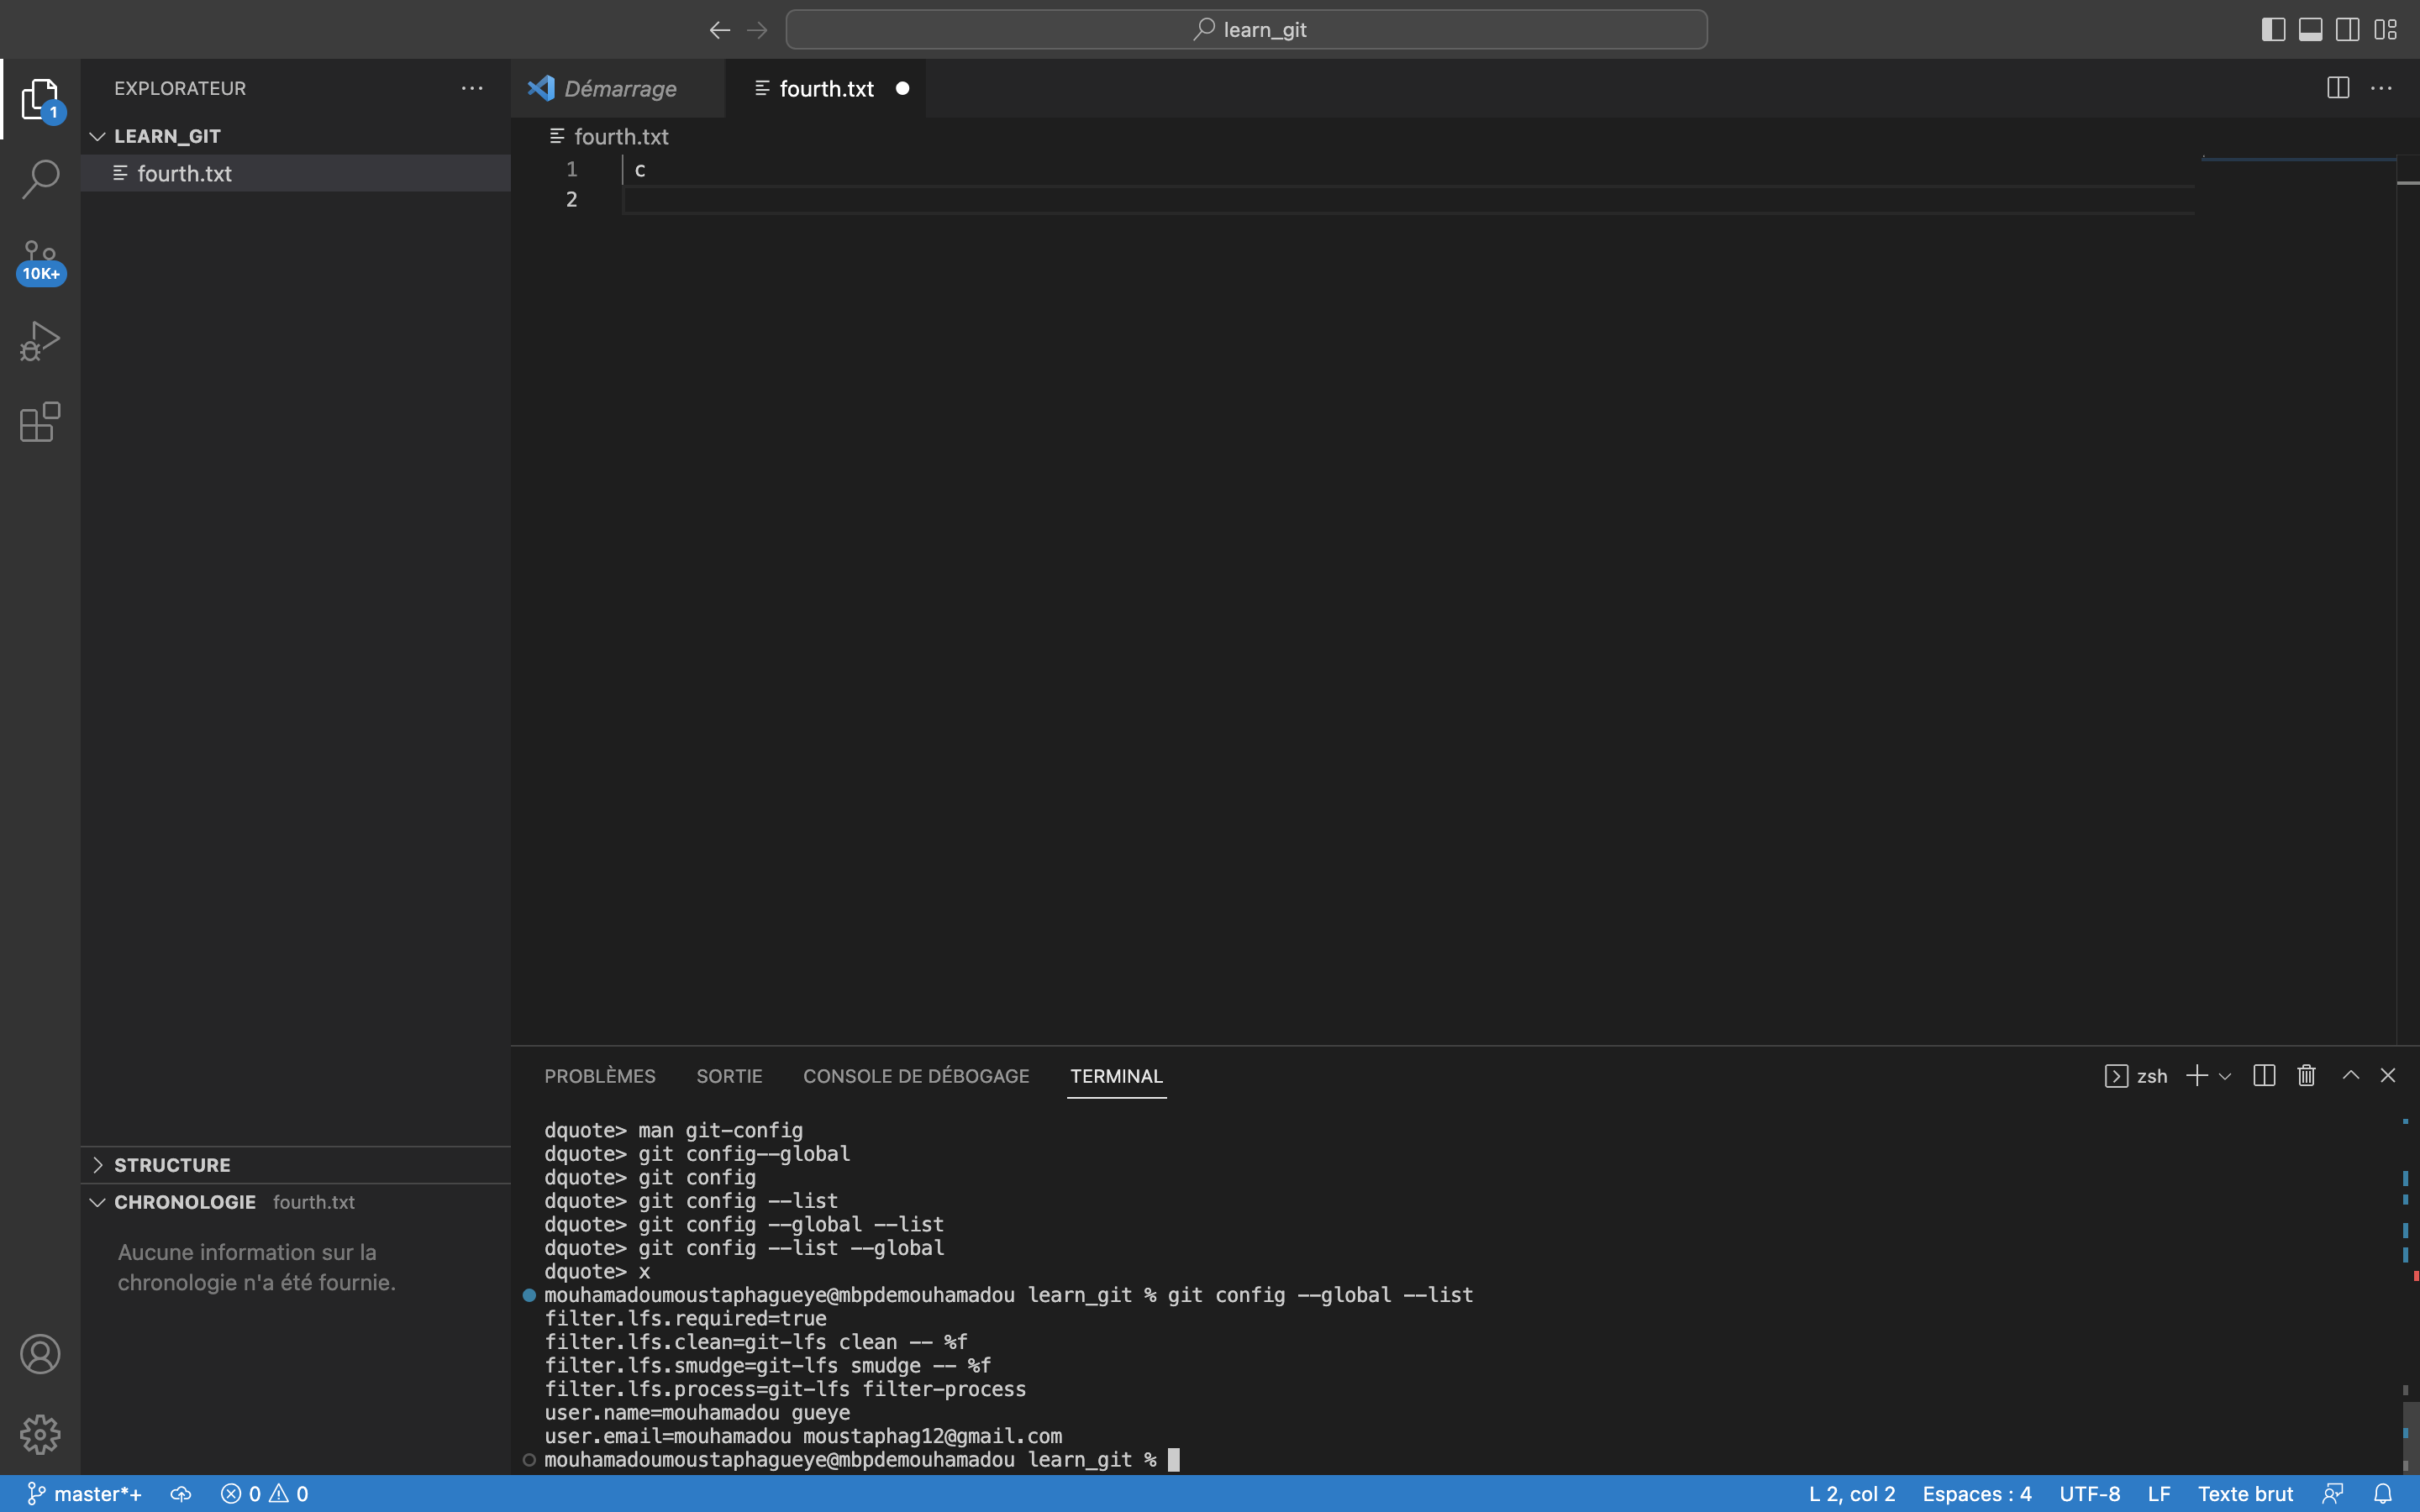 learn_git
EXPLORATEUR
Démarrage
fourth.txt
1
LEARN_GIT
fourth.txt
fourth.txt
1 c
2
10K+
PROBLÈMES SORTIE CONSOLE DE DÉBOGAGE TERMINAL
zsh
dquote> man git-config
dquote> git config--global
dquote> git config
dquote> git config --list
dquote> git config --global --list
dquote> git config --list --global
dquote> x
mouhamadoumoustaphagueye@mbpdemouhamadou learn_git % git config --global --list
filter.lfs.required=true
filter.lfs.clean=git-lfs clean -- %f
filter.lfs.smudge=git-lfs smudge -- %f
filter.lfs.process=git-lfs filter-process
user.name=mouhamadou gueye
user.email=mouhamadou moustaphag12@gmail.com
mouhamadoumoustaphagueye@mbpdemouhamadou learn_git %
STRUCTURE
CHRONOLOGIE fourth.txt
Aucune information sur la
chronologie n'a été fournie.
master*+ 0 0
L 2, col 2 Espaces : 4 UTF-8 LF Texte brut